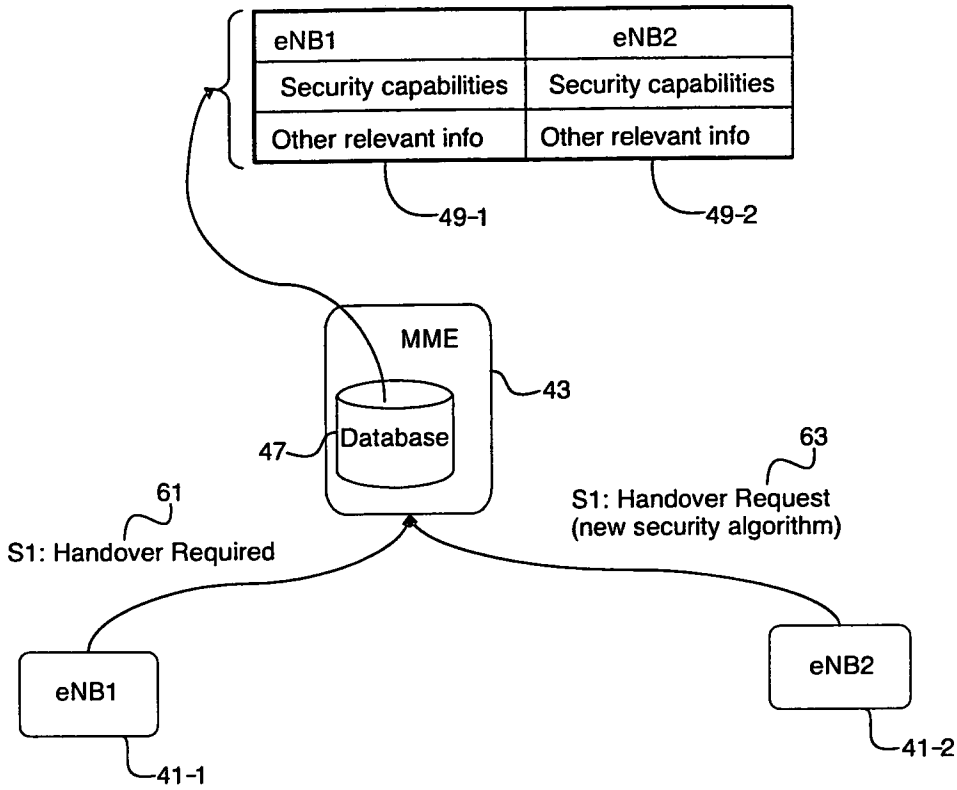 eNB1 eNB2
Security capabilities Security capabilities
Other relevant info Other relevant info
49-1 49-2
MME
43
47 Database
63
61
S1: Handover Request
(new security algorithm)
S1: Handover Required
eNB1 eNB2
41-1 41-2